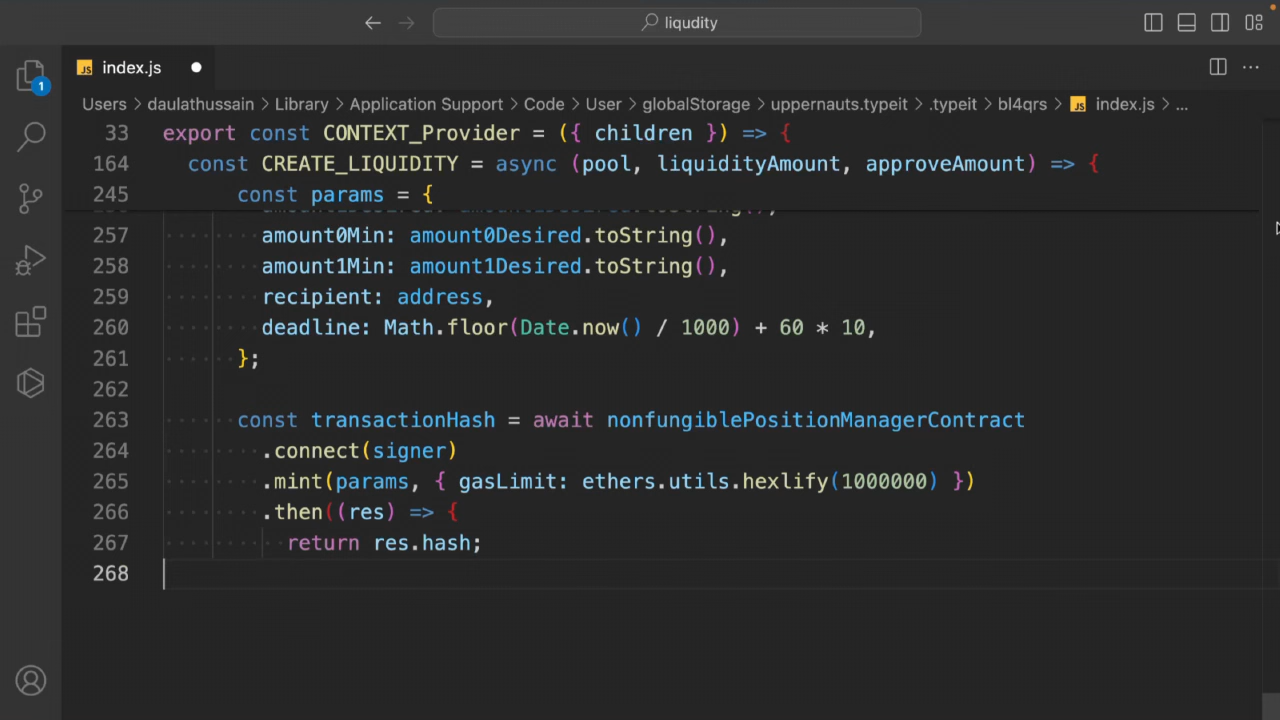 liqudity
JS index.js
1
Users > daulathussain > Library > Application Support > Code > User > globalStorage > uppernauts.typeit > .typeit > bl4qrs > JS index.js > ...
33 export const CONTEXT_Provider = ({ children }) => {
164 const CREATE_LIQUIDITY = async (pool, liquidityAmount, approveAmount) => {
245 const params = {
257 amount0Min: amount0Desired.toString(),
258 amount1Min: amount1Desired.toString(),
259 recipient: address,
260 deadline: Math.floor(Date.now() / 1000) + 60 * 10,
261 };
262
263 const transactionHash = await nonfungiblePositionManagerContract
264 .connect(signer)
265 .mint(params, { gasLimit: ethers.utils.hexlify(1000000) })
266 .then((res) => {
267 return res.hash;
268